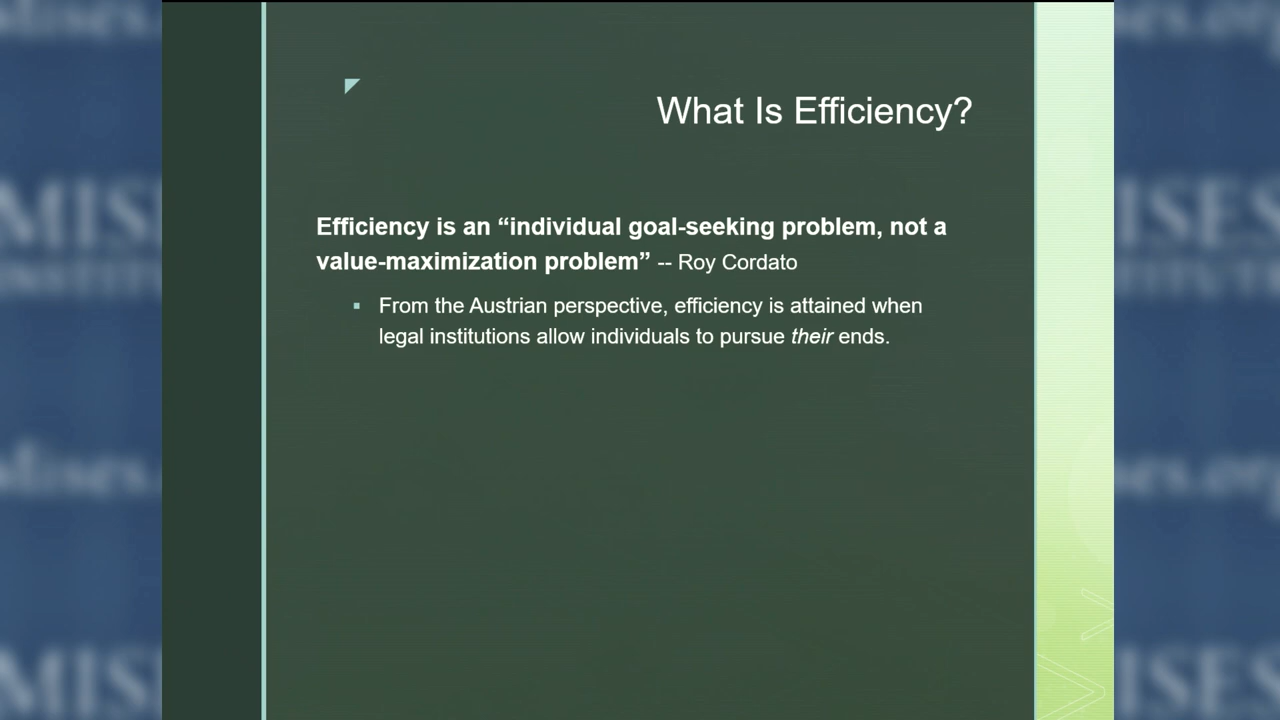 What Is Efficiency?
Efficiency is an “individual goal-seeking problem, not a
value-maximization problem” -- Roy Cordato
▪ From the Austrian perspective, efficiency is attained when
legal institutions allow individuals to pursue their ends.